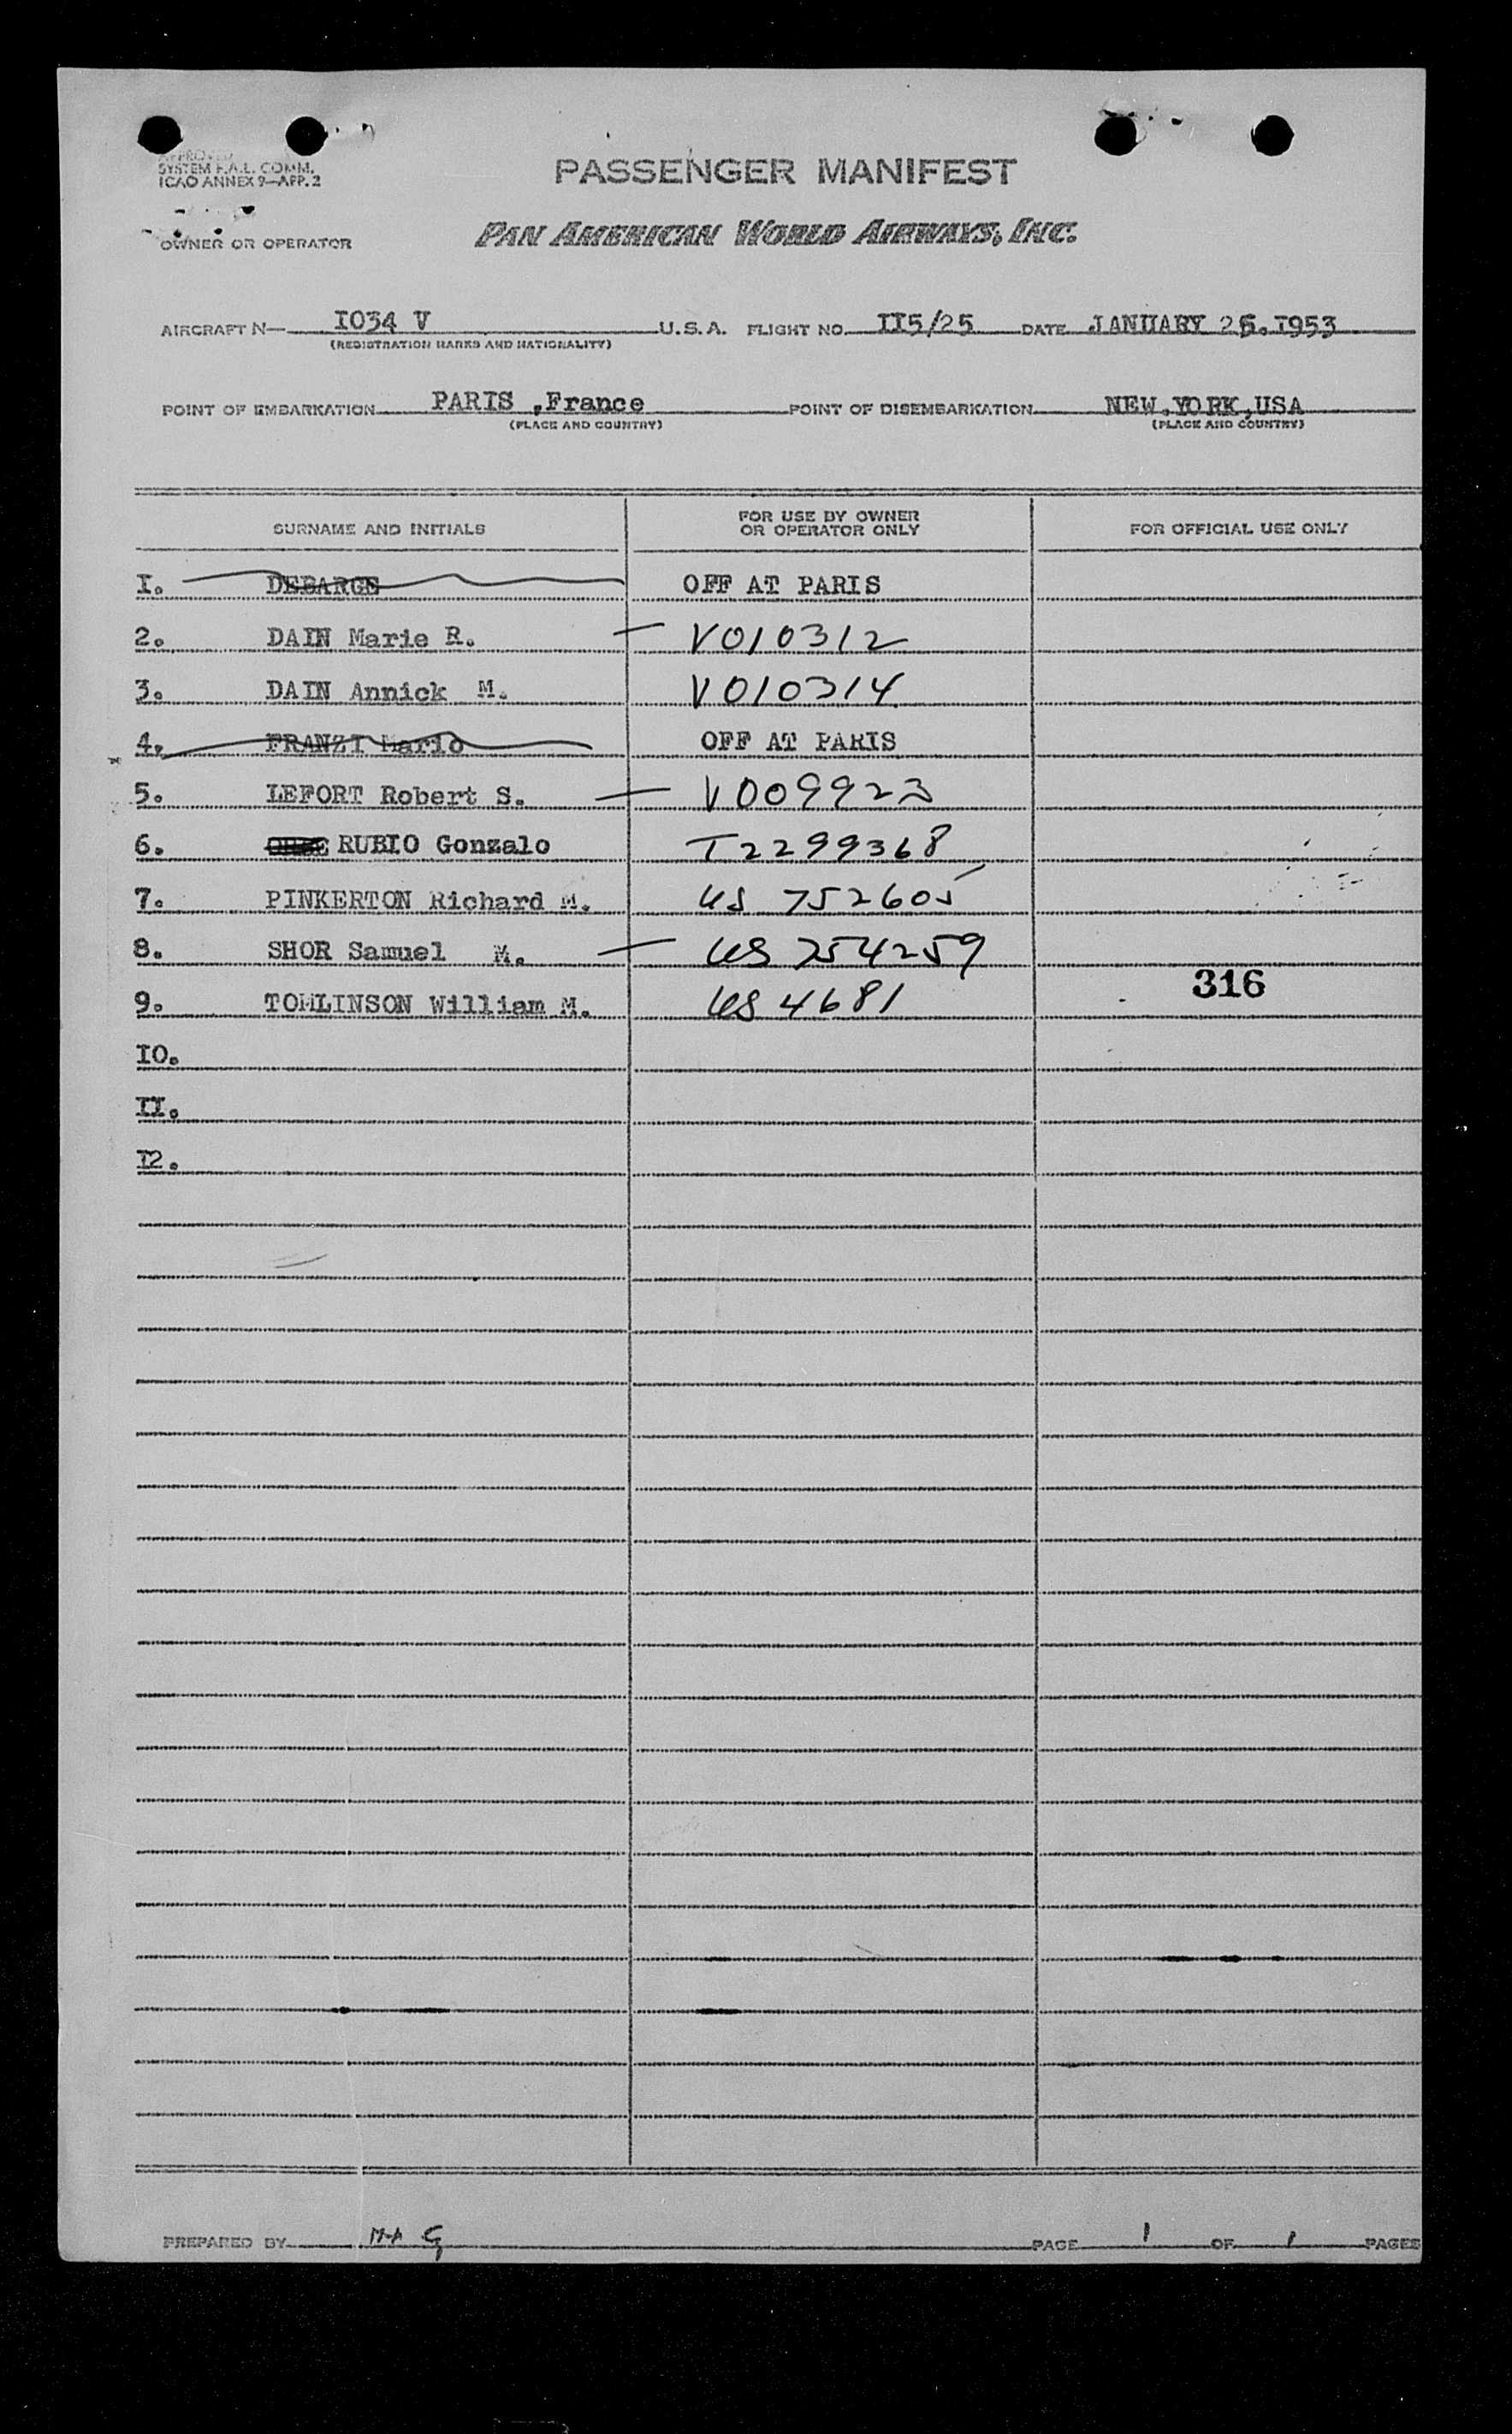 APPROVED
SYSTEM F.A.L. COMM.
ICAO ANNEX 9—APP. 2
PASSENGER MANIFEST
OWNER OR OPERATOR PAN AMERICAN WORLD AIRWAYS, INC.
AIRCRAFT N— I034 V U.S.A. FLIGHT NO. II5/25 DATE JANUARY 25.I953
(REGISTRATION MARKS AND NATIONALITY)
POINT OF EMBARKATION PARIS ,France POINT OF DISEMBARKATION NEW.YORK,USA
(PLACE AND COUNTRY) (PLACE AND COUNTRY)
SURNAME AND INITIALS FOR USE BY OWNER OR OPERATOR ONLY FOR OFFICIAL USE ONLY
I. DEBARGE OFF AT PARIS
2. DAIN Marie R. — V010312
3. DAIN Annick M. V010314
4. FRANZI Mario OFF AT PARIS
5. LEFORT Robert S. — V009923
6. RUBIO Gonzalo T2299368
7. PINKERTON Richard M. US 752605
8. SHOR Samuel M. — US 254259
316
9. TOMLINSON William M. US 4681
IO.
II.
I2.
PREPARED BY PAGE 1 OF 1 PAGES